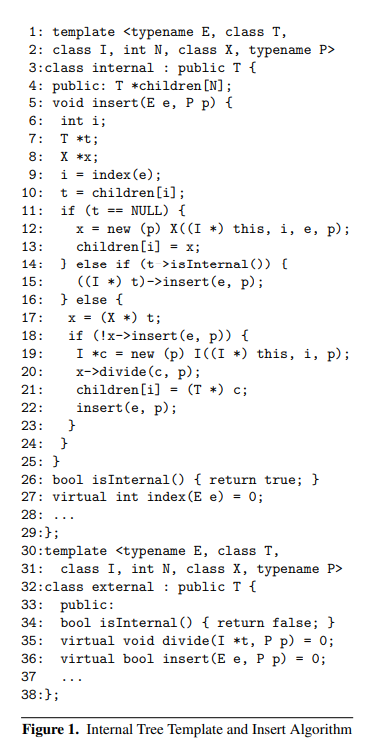 1: template <typename E, class T,
2: class I, int N, class X, typename P>
3:class internal : public T {
4: public: T *children[N];
5: void insert(E e, P p) {
6: int i;
7: T *t;
8: X *x;
9: i = index(e);
10: t = children[i];
11: if (t == NULL) {
12: x = new (p) X((I *) this, i, e, p);
13: children[i] = x;
14: } else if (t->isInternal()) {
15: ((I *) t)->insert(e, p);
16: } else {
17: x = (X *) t;
18: if (!x->insert(e, p)) {
19: I *c = new (p) I((I *) this, i, p);
20: x->divide(c, p);
21: children[i] = (T *) c;
22: insert(e, p);
23: }
24: }
25: }
26: bool isInternal() { return true; }
27: virtual int index(E e) = 0;
28: ...
29:};
30:template <typename E, class T,
31: class I, int N, class X, typename P>
32:class external : public T {
33: public:
34: bool isInternal() { return false; }
35: virtual void divide(I *t, P p) = 0;
36: virtual bool insert(E e, P p) = 0;
37 ...
38:};
Figure 1. Internal Tree Template and Insert Algorithm